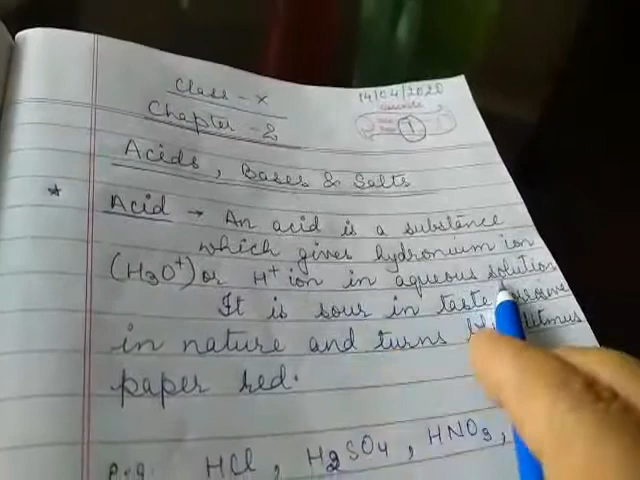 Class - X
14/04/2020
Chapter - 2
1
Acids, Bases & Salts
* Acid → An acid is a substance
which gives hydronium ion
(H3O+) or H+ ion in aqueous solution
It is sour in taste
in nature and turns litmus
paper red.
e.g. HCl, H2SO4, HNO3,